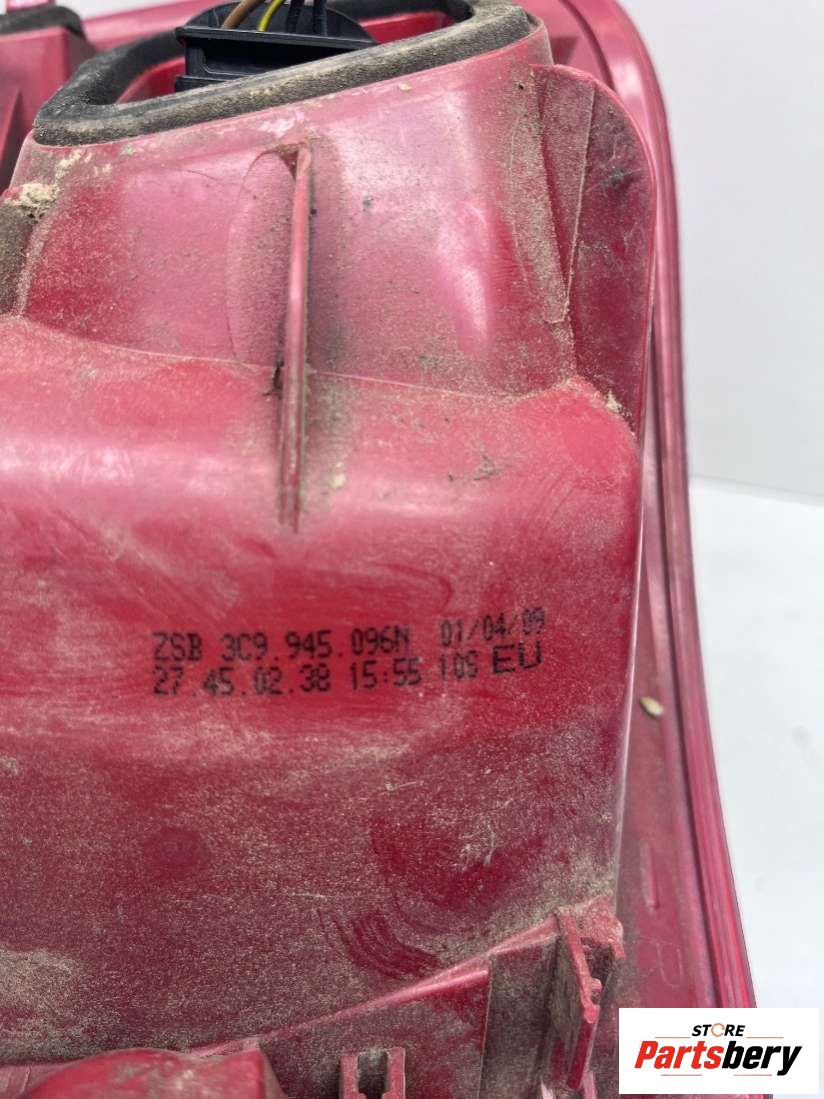 ZSB 3C9.945.096N 01/04/09
27.45.02.38 15:55 109 EU
STORE
Partsbery